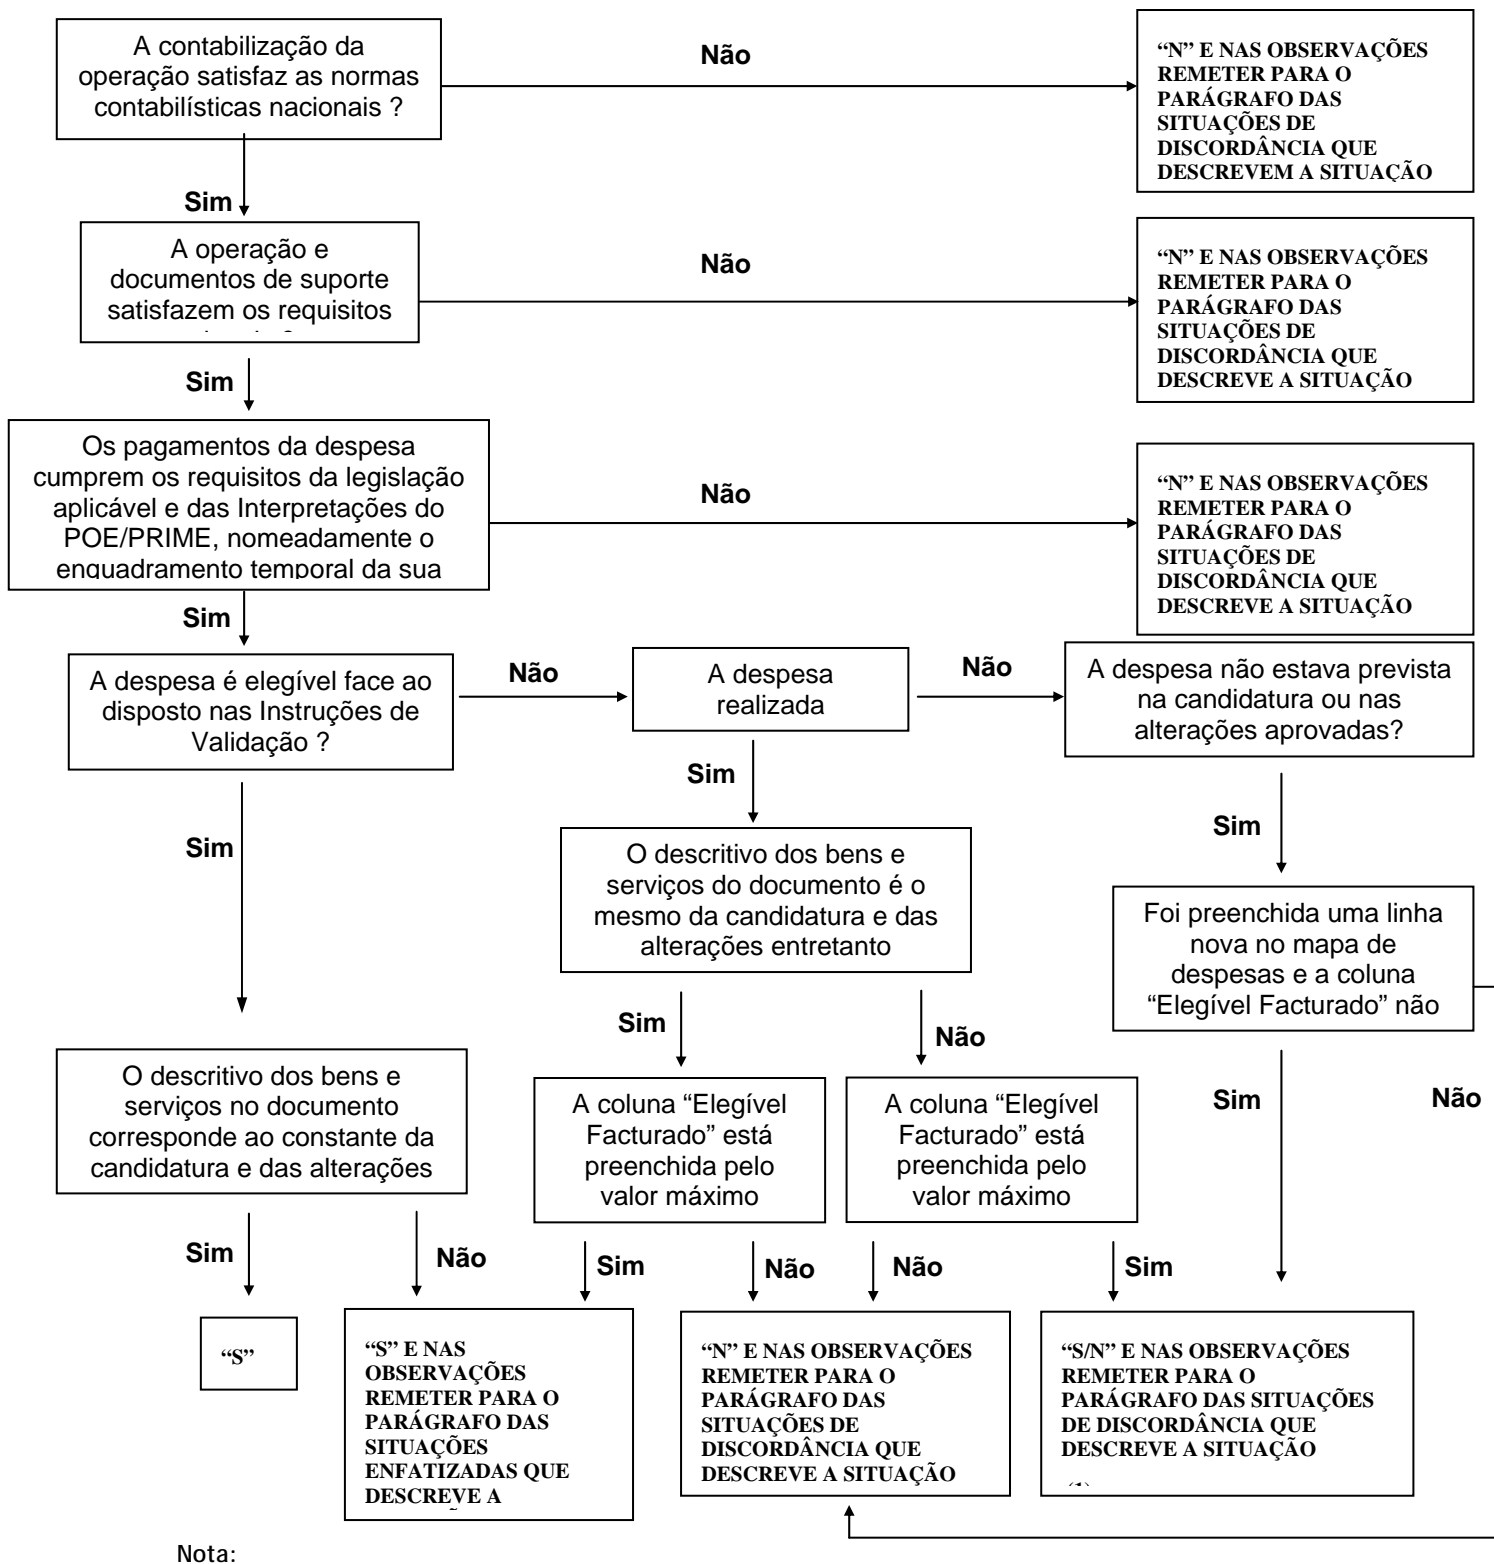 A contabilização da
operação satisfaz as normas
contabilísticas nacionais ?
Não
“N” E NAS OBSERVAÇÕES
REMETER PARA O
PARÁGRAFO DAS
SITUAÇÕES DE
DISCORDÂNCIA QUE
DESCREVEM A SITUAÇÃO
Sim
A operação e
documentos de suporte
satisfazem os requisitos
Não
“N” E NAS OBSERVAÇÕES
REMETER PARA O
PARÁGRAFO DAS
SITUAÇÕES DE
DISCORDÂNCIA QUE
DESCREVE A SITUAÇÃO
Sim
Os pagamentos da despesa
cumprem os requisitos da legislação
aplicável e das Interpretações do
POE/PRIME, nomeadamente o
enquadramento temporal da sua
Não
“N” E NAS OBSERVAÇÕES
REMETER PARA O
PARÁGRAFO DAS
SITUAÇÕES DE
DISCORDÂNCIA QUE
DESCREVE A SITUAÇÃO
Sim
A despesa é elegível face ao
disposto nas Instruções de
Validação ?
Não
A despesa
realizada
Não
A despesa não estava prevista
na candidatura ou nas
alterações aprovadas?
Sim
Sim
Sim
O descritivo dos bens e
serviços do documento é o
mesmo da candidatura e das
alterações entretanto
Foi preenchida uma linha
nova no mapa de
despesas e a coluna
“Elegível Facturado” não
Sim
Não
O descritivo dos bens e
serviços no documento
corresponde ao constante da
candidatura e das alterações
A coluna “Elegível
Facturado” está
preenchida pelo
valor máximo
A coluna “Elegível
Facturado” está
preenchida pelo
valor máximo
Sim
Não
Sim
Não
Sim
Não
Não
Sim
“S”
“S” E NAS
OBSERVAÇÕES
REMETER PARA O
PARÁGRAFO DAS
SITUAÇÕES
ENFATIZADAS QUE
DESCREVE A
“N” E NAS OBSERVAÇÕES
REMETER PARA O
PARÁGRAFO DAS
SITUAÇÕES DE
DISCORDÂNCIA QUE
DESCREVE A SITUAÇÃO
“S/N” E NAS OBSERVAÇÕES
REMETER PARA O
PARÁGRAFO DAS SITUAÇÕES
DE DISCORDÂNCIA QUE
DESCREVE A SITUAÇÃO
Nota: